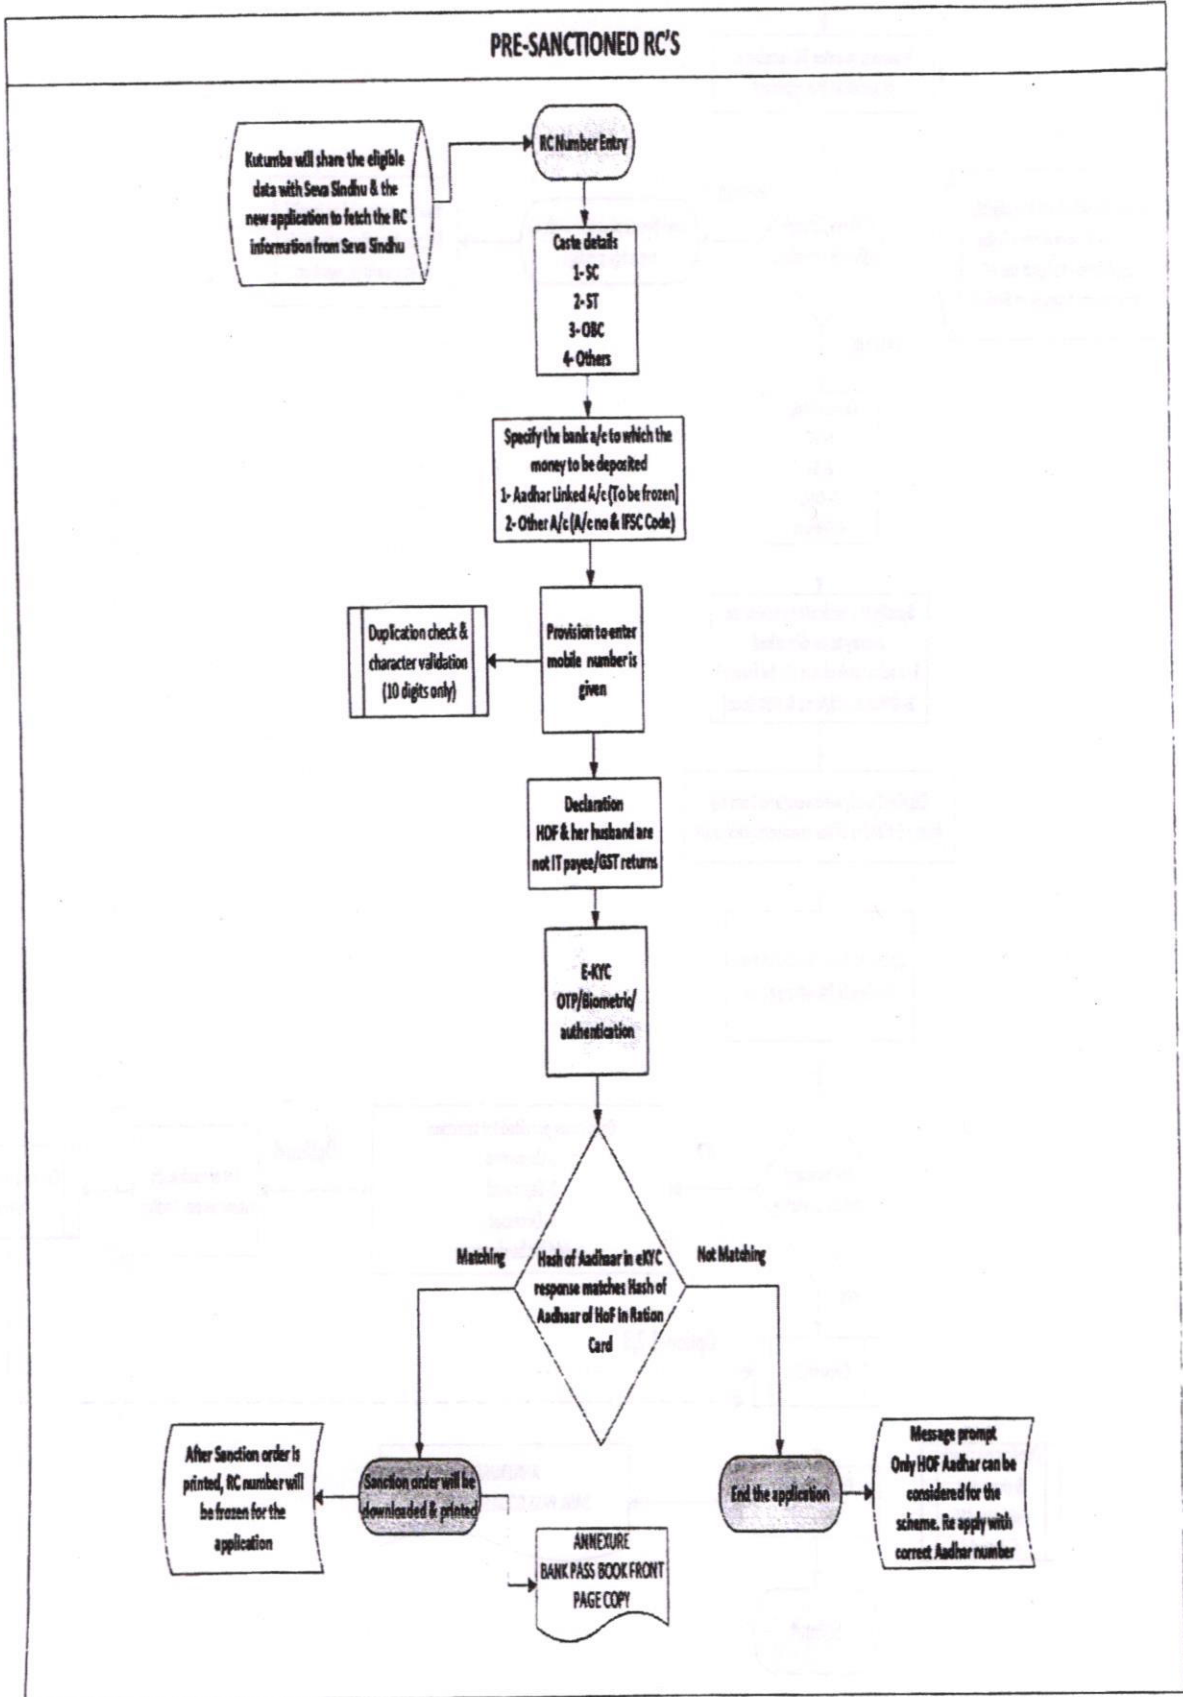 PRE-SANCTIONED RC'S
Kutumba will share the eligible
data with Seva Sindhu & the
new application to fetch the RC
information from Seva Sindhu
RC Number Entry
Caste details
1- SC
2- ST
3- OBC
4- Others
Specify the bank a/c to which the
money to be deposited
1- Aadhar Linked A/c (To be frozen)
2- Other A/c (A/c no & IFSC Code)
Duplication check &
character validation
(10 digits only)
Provision to enter
mobile number is
given
Declaration
HOF & her husband are
not IT payee/GST returns
E-KYC
OTP/Biometric/
authentication
Matching
Hash of Aadhaar in eKYC
response matches Hash of
Aadhaar of HoF in Ration
Card
Not Matching
After Sanction order is
printed, RC number will
be frozen for the
application
Sanction order will be
downloaded & printed
End the application
Message prompt
Only HOF Aadhar can be
considered for the
scheme. Re apply with
correct Aadhar number
ANNEXURE
BANK PASS BOOK FRONT
PAGE COPY